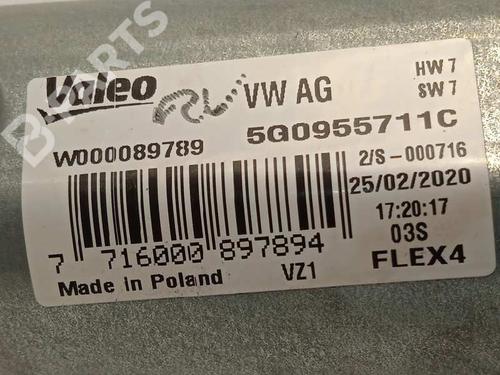 B PARTS
Valeo
VW AG
HW 7
SW 7
W000089789
5G0955711C
2/S-000716
25/02/2020
17:20:17
03S
FLEX4
7 716000 897894
Made in Poland
VZ1